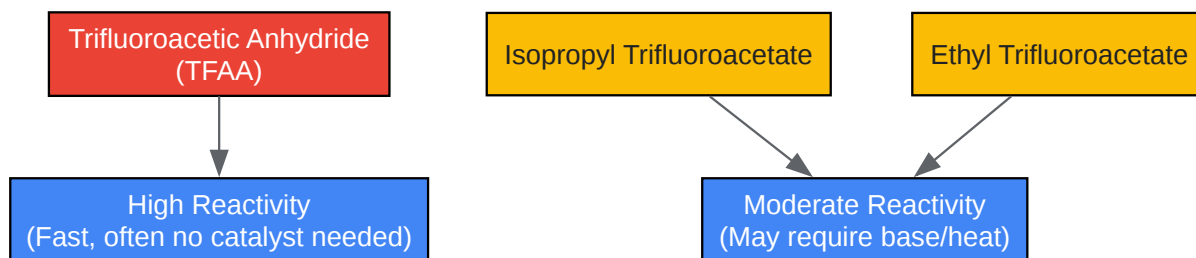 Trifluoroacetic Anhydride
(TFAA)
Isopropyl Trifluoroacetate
Ethyl Trifluoroacetate
High Reactivity
(Fast, often no catalyst needed)
Moderate Reactivity
(May require base/heat)